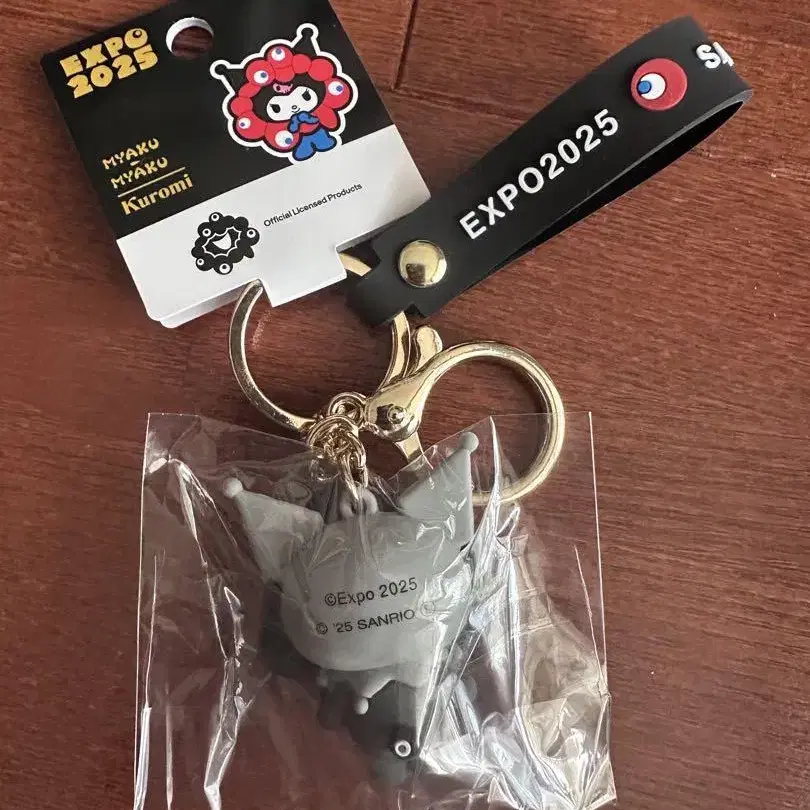 EXPO
2025
MYAKU
-MYAKU
Kuromi
Official Licensed Products
EXPO2025
©Expo 2025
© '25 SANRIO